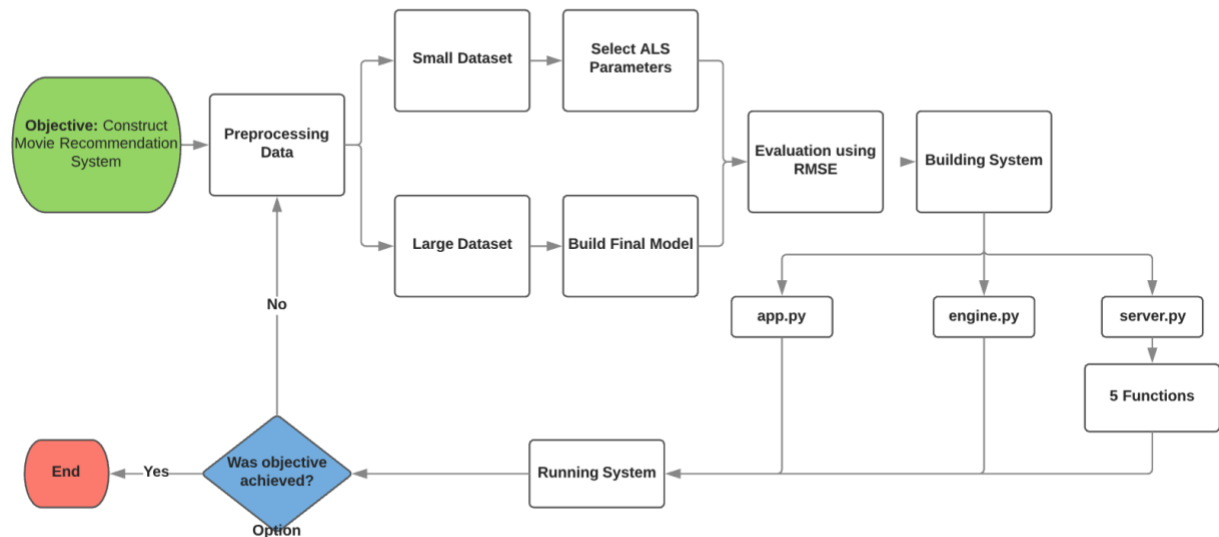 Small Dataset
Select ALS
Parameters
Objective: Construct
Movie Recommendation
System
Preprocessing
Data
Evaluation using
RMSE
Building System
Large Dataset
Build Final Model
No
app.py
engine.py
server.py
5 Functions
End
Yes
Was objective
achieved?
Running System
Option